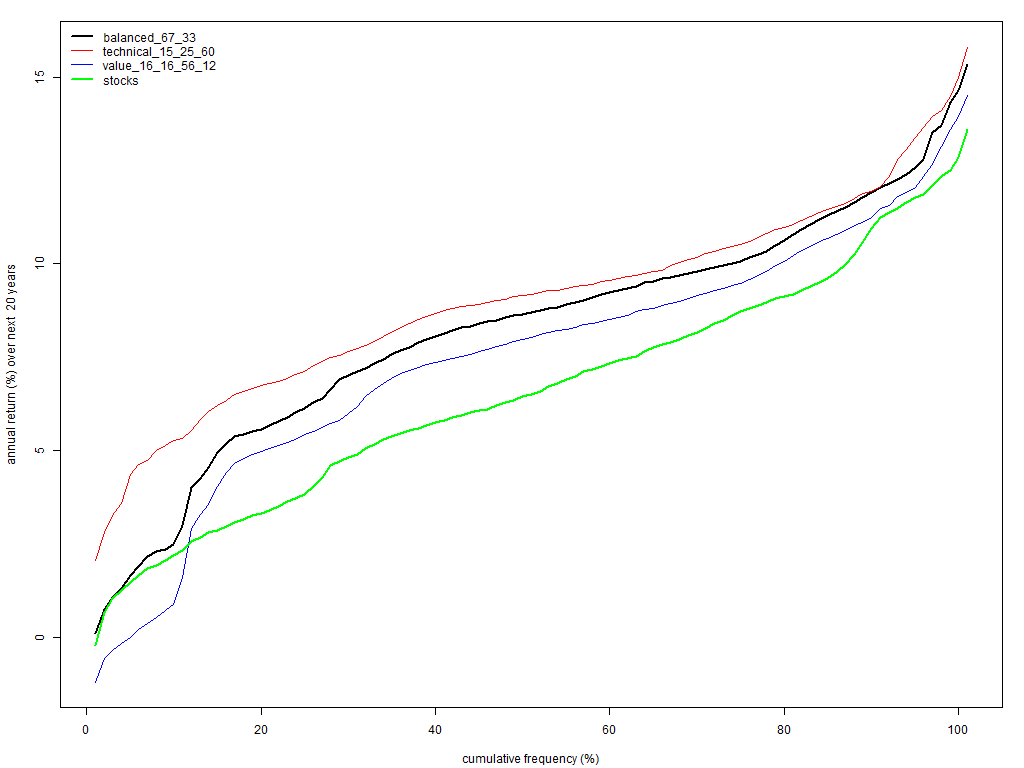 balanced_67_33
technical_15_25_60
value_16_16_56_12
stocks
annual return (%) over next  20 years
15
10
5
0
0 20 40 60 80 100
cumulative frequency (%)